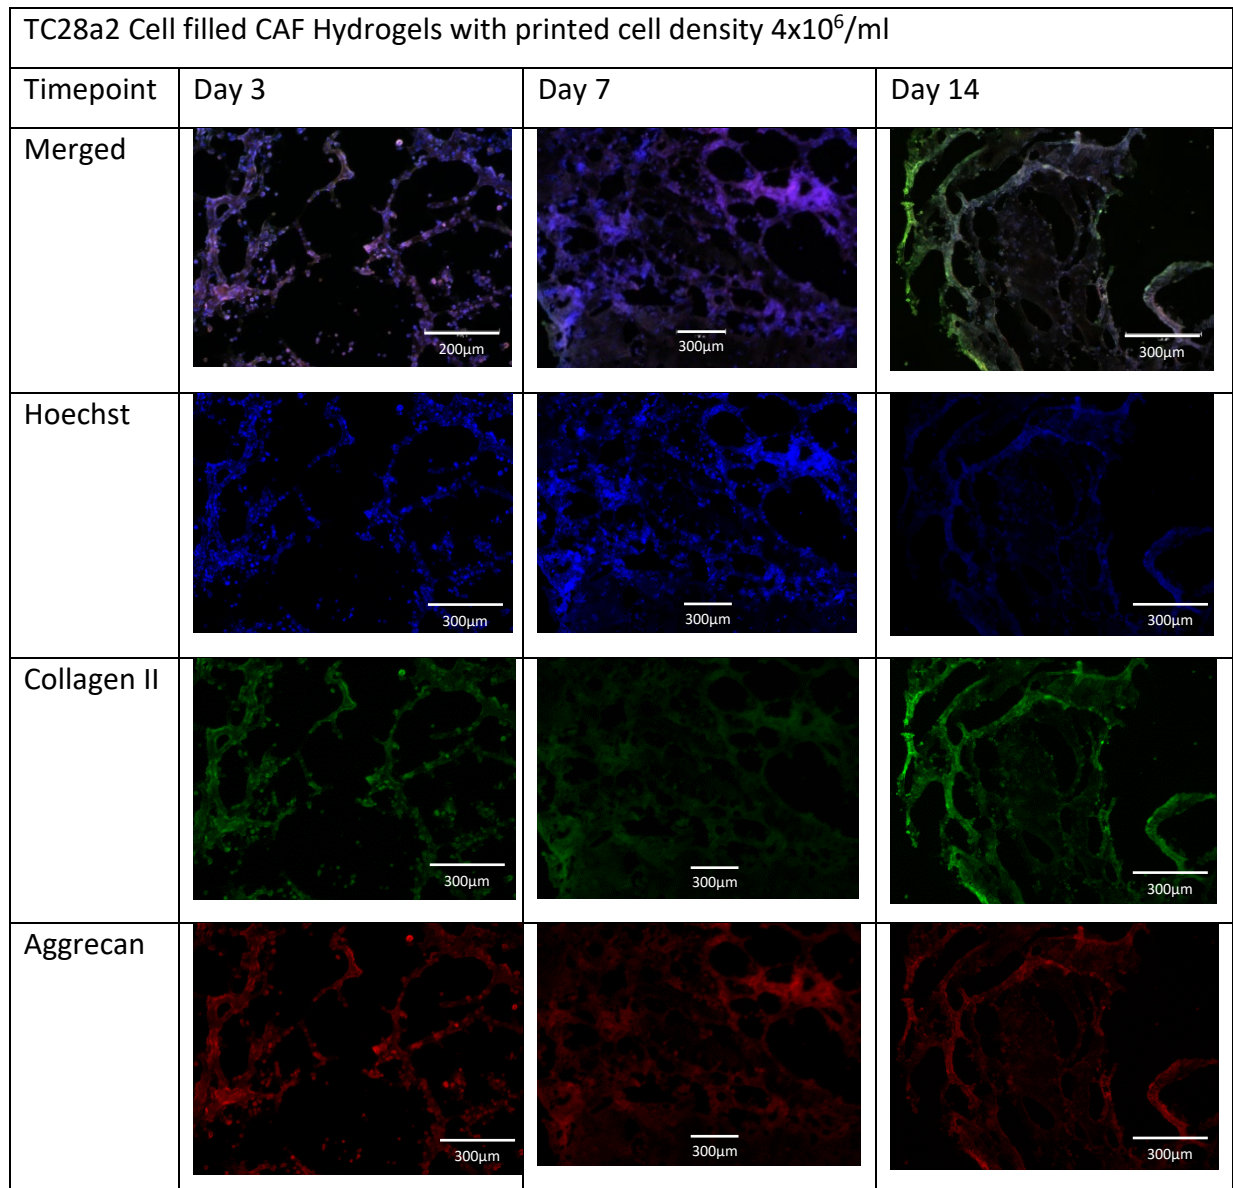 TC28a2 Cell filled CAF Hydrogels with printed cell density 4x10⁶/ml
Timepoint Day 3 Day 7 Day 14
Merged
200µm 300µm 300µm
Hoechst
300µm 300µm 300µm
Collagen II
300µm 300µm 300µm
Aggrecan
300µm 300µm 300µm